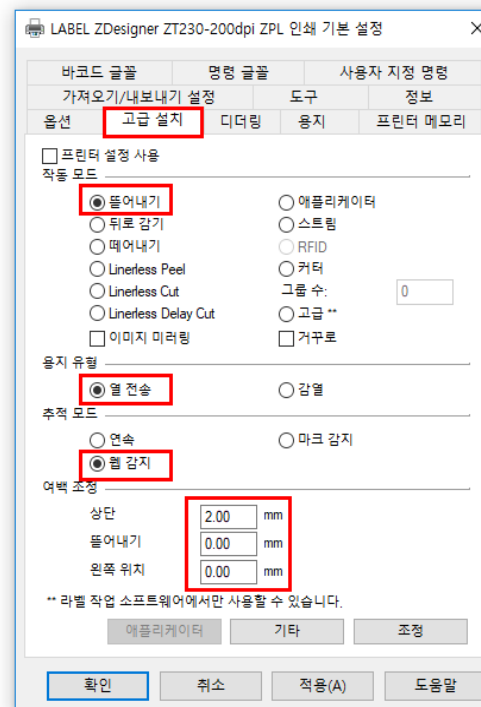 LABEL ZDesigner ZT230-200dpi ZPL 인쇄 기본 설정
바코드 글꼴 명령 글꼴 사용자 지정 명령
가져오기/내보내기 설정 도구 정보
옵션 고급 설치 디더링 용지 프린터 메모리
프린터 설정 사용
작동 모드
뜯어내기 애플리케이터
뒤로 감기 스트림
떼어내기 RFID
Linerless Peel 커터
Linerless Cut 그룹 수: 0
Linerless Delay Cut 고급 **
이미지 미러링 거꾸로
용지 유형
열 전송 감열
추적 모드
연속 마크 감지
웹 감지
여백 조정
상단 2.00 mm
뜯어내기 0.00 mm
왼쪽 위치 0.00 mm
** 라벨 작업 소프트웨어에서만 사용할 수 있습니다.
애플리케이터 기타 조정
확인 취소 적용(A) 도움말